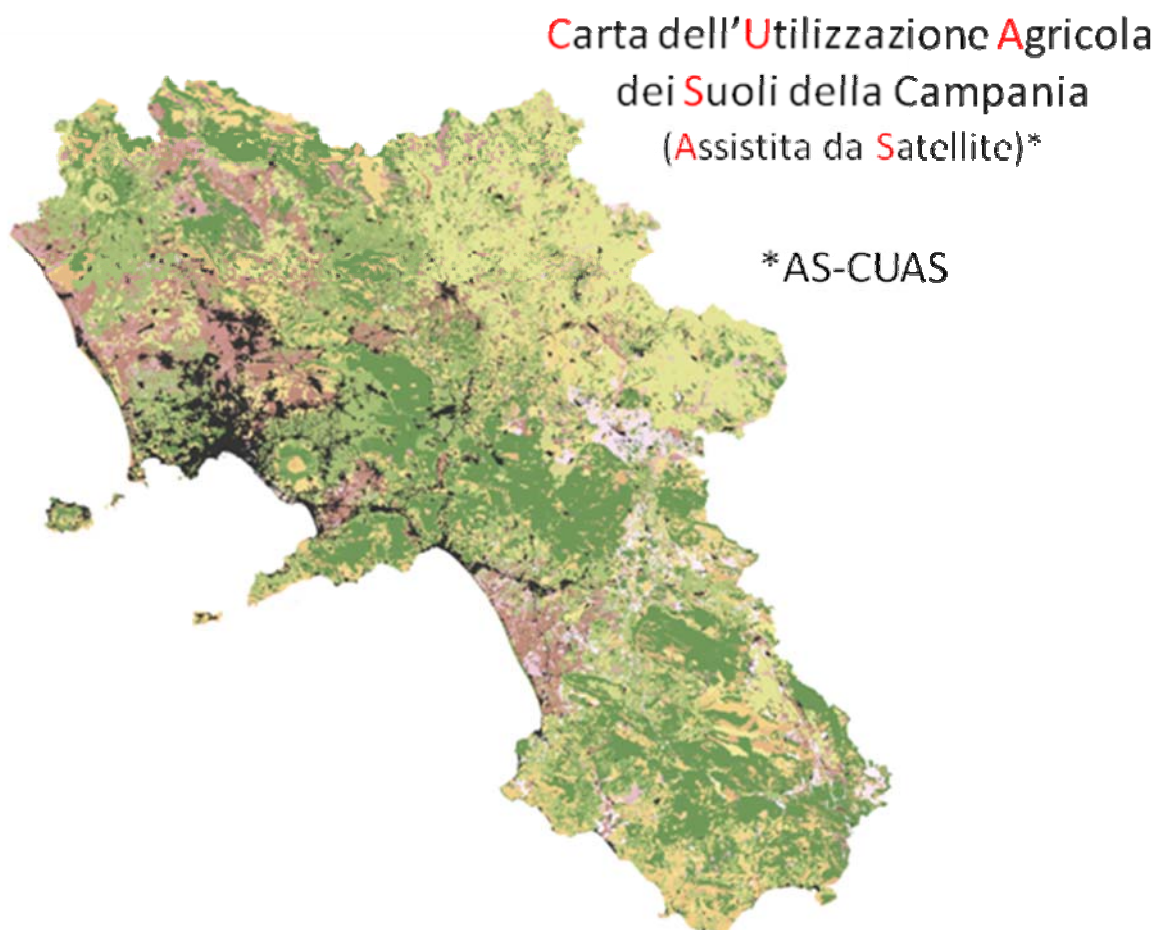 Carta dell'Utilizzazione Agricola
dei Suoli della Campania
(Assistita da Satellite)*
*AS-CUAS